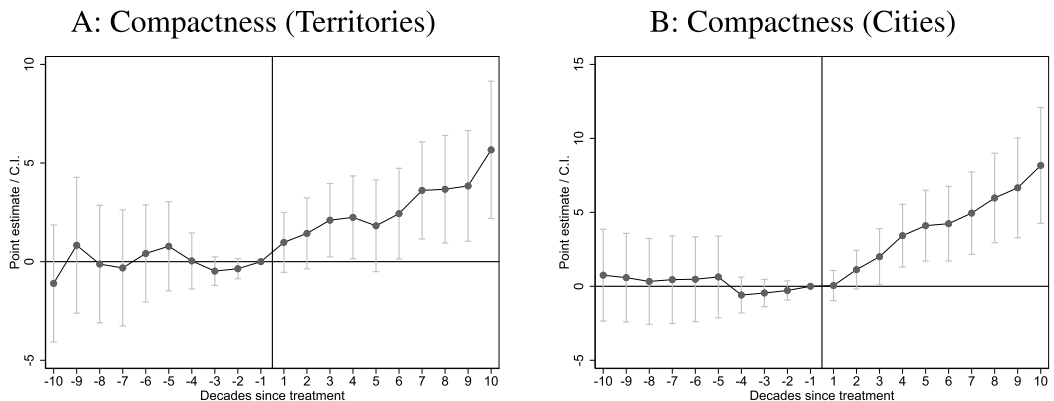 A: Compactness (Territories)
Point estimate / C.I.
10
5
0
-5
-10 -9 -8 -7 -6 -5 -4 -3 -2 -1 1 2 3 4 5 6 7 8 9 10
Decades since treatment
B: Compactness (Cities)
Point estimate / C.I.
15
10
5
0
-5
-10 -9 -8 -7 -6 -5 -4 -3 -2 -1 1 2 3 4 5 6 7 8 9 10
Decades since treatment